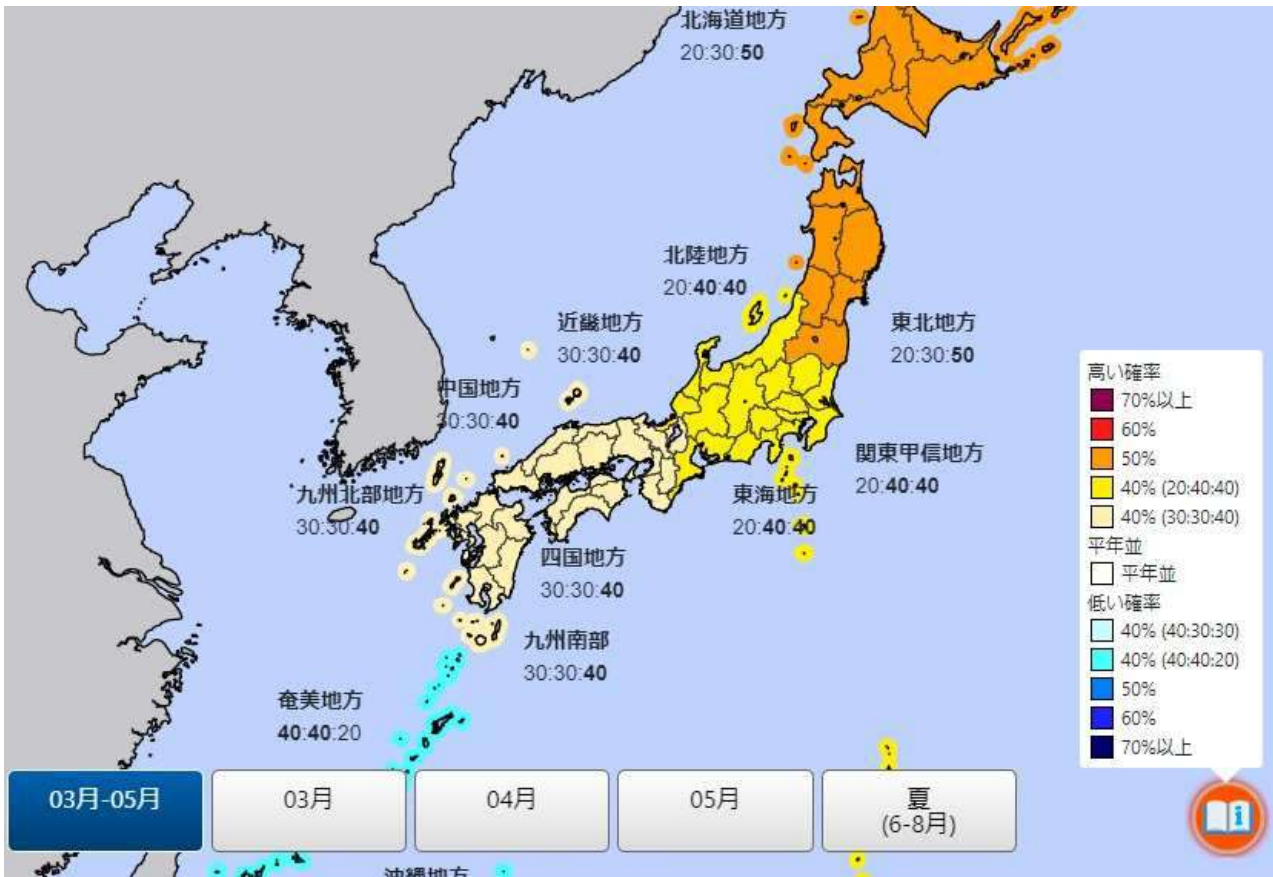 北海道地方
20:30:50
北陸地方
20:40:40
近畿地方
30:30:40
東北地方
20:30:50
中国地方
30:30:40
関東甲信地方
20:40:40
九州北部地方
30:30:40
東海地方
20:40:40
四国地方
30:30:40
九州南部
30:30:40
奄美地方
40:40:20
沖縄地方
高い確率
70%以上
60%
50%
40% (20:40:40)
40% (30:30:40)
平年並
平年並
低い確率
40% (40:30:30)
40% (40:40:20)
50%
60%
70%以上
03月-05月
03月
04月
05月
夏
(6-8月)
i